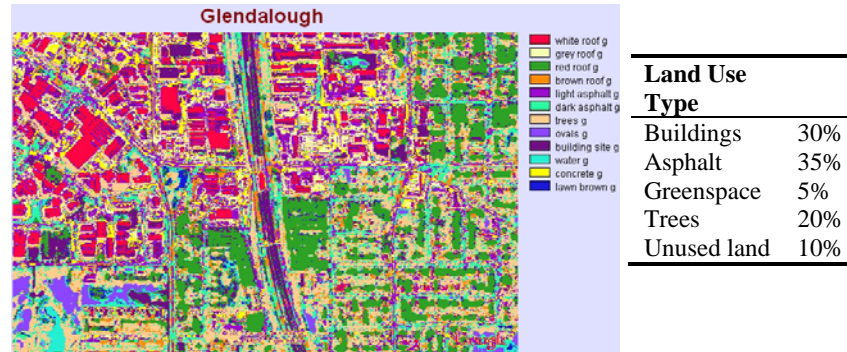 Glendalough
white roof g
grey roof g
red roof g
brown roof g
light asphalt g
dark asphalt g
trees g
ovals g
building site g
water g
concrete g
lawn brown g
Land Use
Type
Buildings 30%
Asphalt 35%
Greenspace 5%
Trees 20%
Unused land 10%